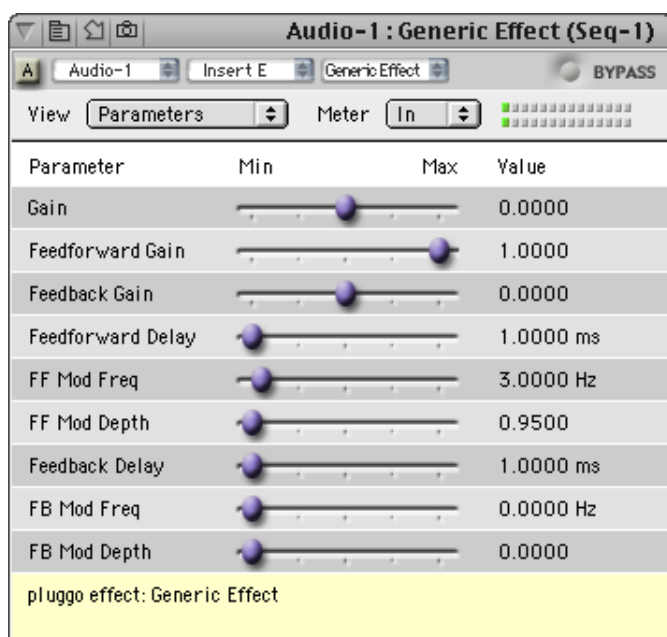 Audio-1 : Generic Effect (Seq-1)
A Audio-1 Insert E Generic Effect BYPASS
View Parameters Meter In
Parameter Min Max Value
Gain 0.0000
Feedforward Gain 1.0000
Feedback Gain 0.0000
Feedforward Delay 1.0000 ms
FF Mod Freq 3.0000 Hz
FF Mod Depth 0.9500
Feedback Delay 1.0000 ms
FB Mod Freq 0.0000 Hz
FB Mod Depth 0.0000
pluggo effect: Generic Effect